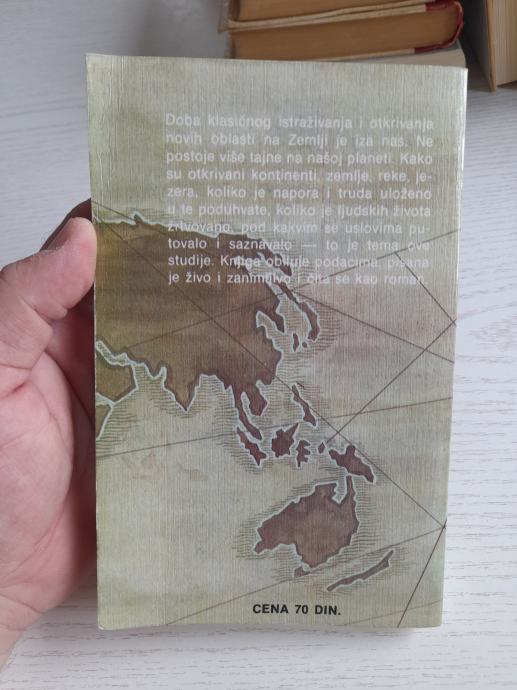 Doba klasičnog istraživanja i otkrivanja
novih oblasti na Zemlji je iza nas. Ne
postoje više tajne na našoj planeti. Kako
su otkrivani kontinenti, zemlje, reke, je-
zera, koliko je napora i truda uloženo
u te poduhvate, koliko je ljudskih života
žrtvovano, pod kakvim se uslovima pu-
tovalo i saznavalo — to je tema ove
studije. Knjiga obiluje podacima, pisana
je živo i zanimljivo i čita se kao roman.
CENA 70 DIN.